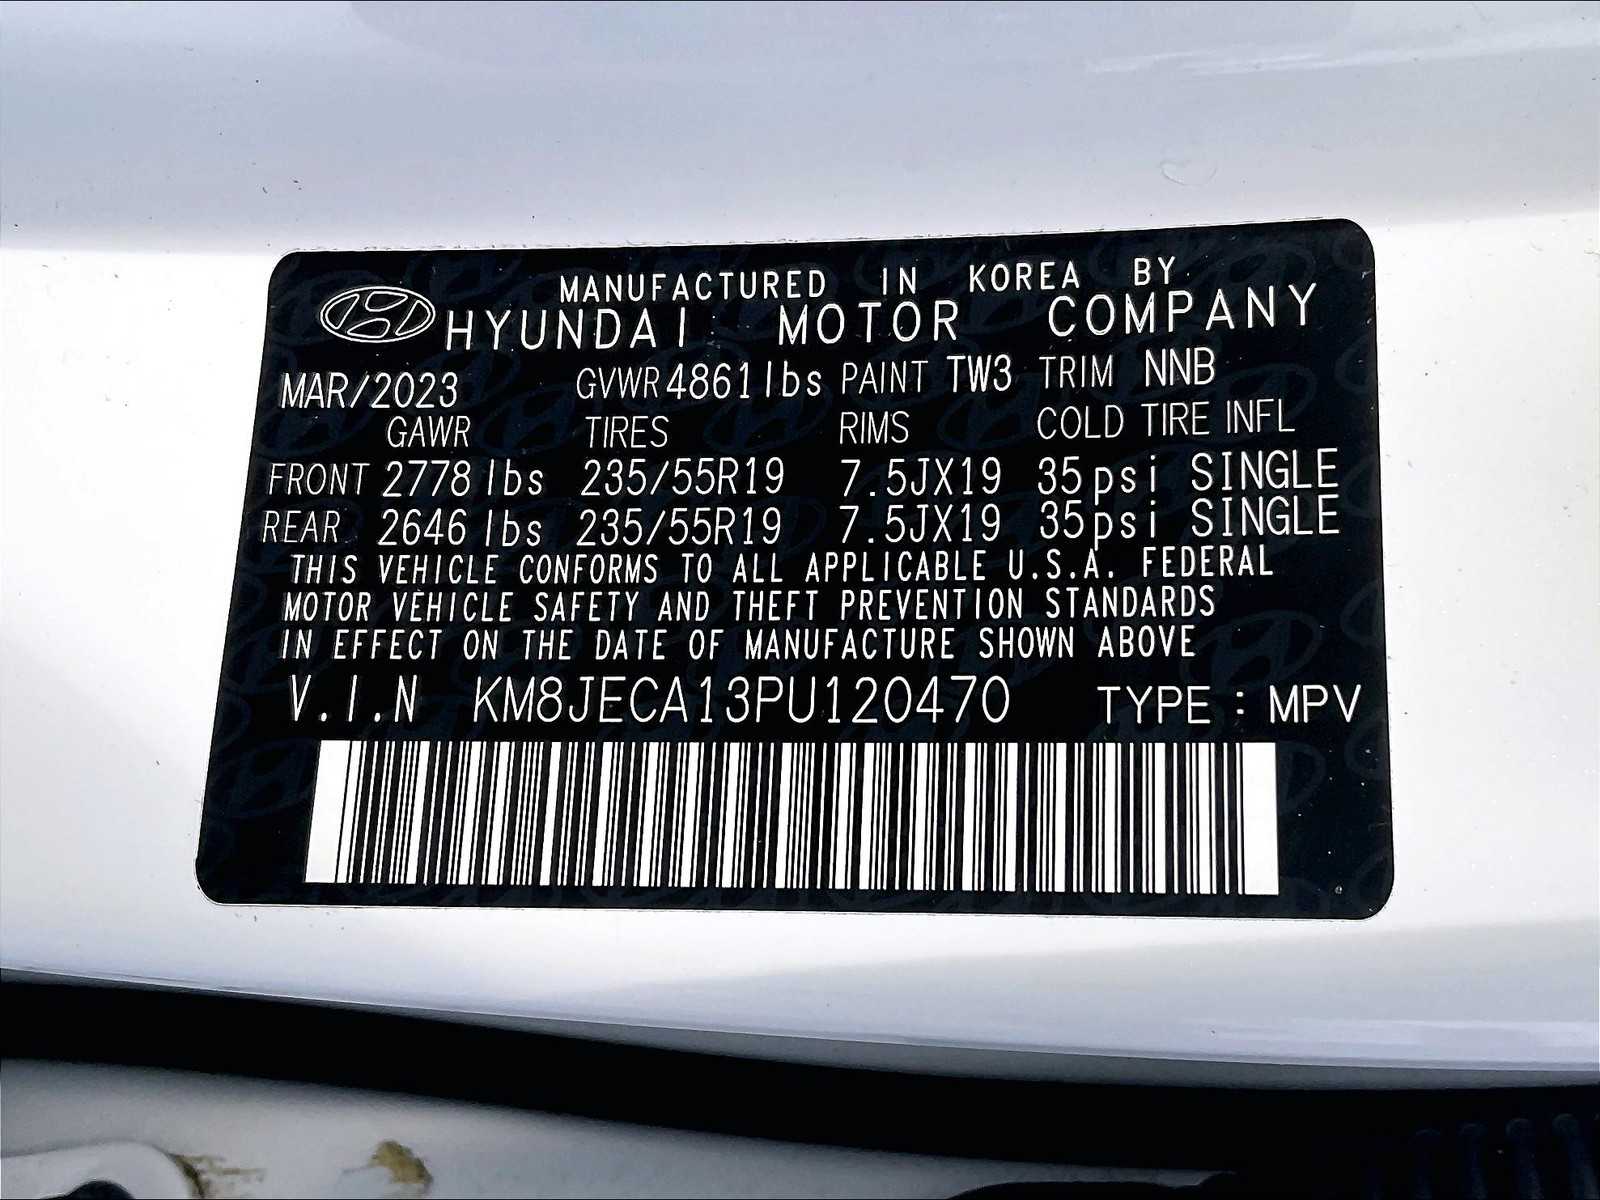 MANUFACTURED IN KOREA BY
HYUNDAI MOTOR COMPANY
MAR/2023 GVWR 4861lbs PAINT TW3 TRIM NNB
GAWR TIRES RIMS COLD TIRE INFL
FRONT 2778 lbs 235/55R19 7.5JX19 35psi SINGLE
REAR 2646 lbs 235/55R19 7.5JX19 35psi SINGLE
THIS VEHICLE CONFORMS TO ALL APPLICABLE U.S.A. FEDERAL
MOTOR VEHICLE SAFETY AND THEFT PREVENTION STANDARDS
IN EFFECT ON THE DATE OF MANUFACTURE SHOWN ABOVE
V.I.N KM8JECA13PU120470 TYPE : MPV